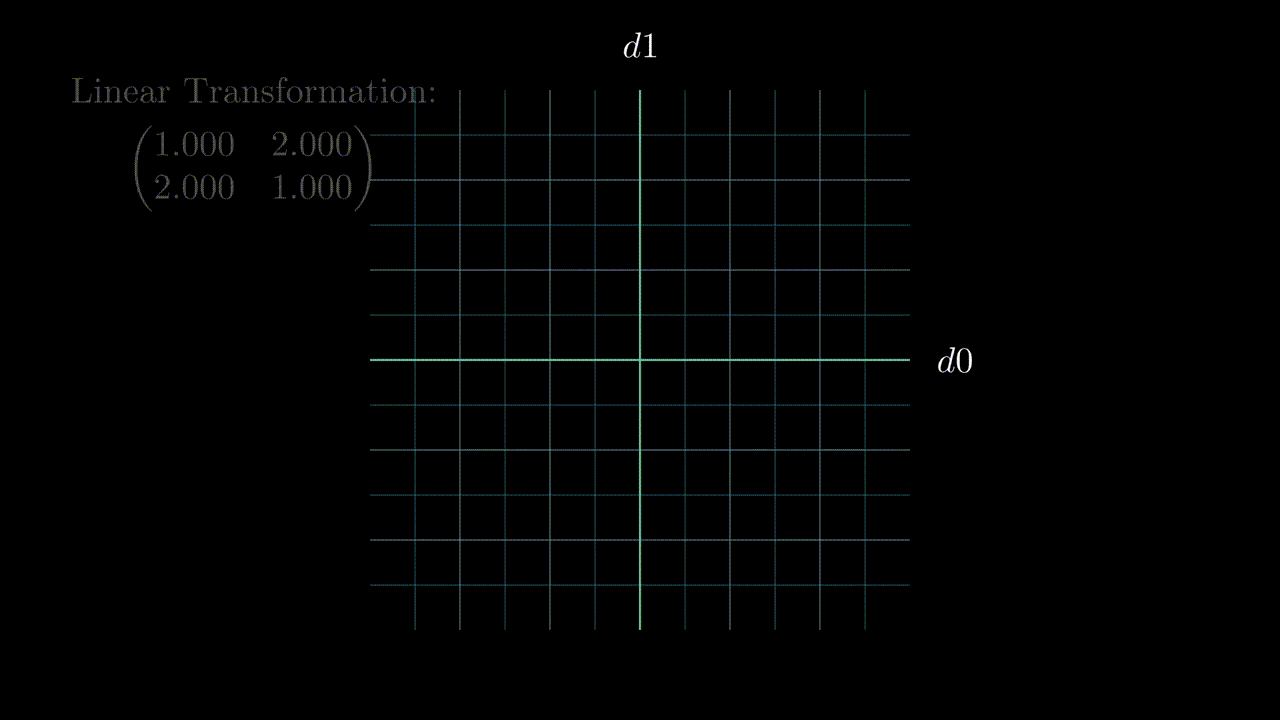 d1
Linear Transformation:
1.000 2.000
2.000 1.000
d0